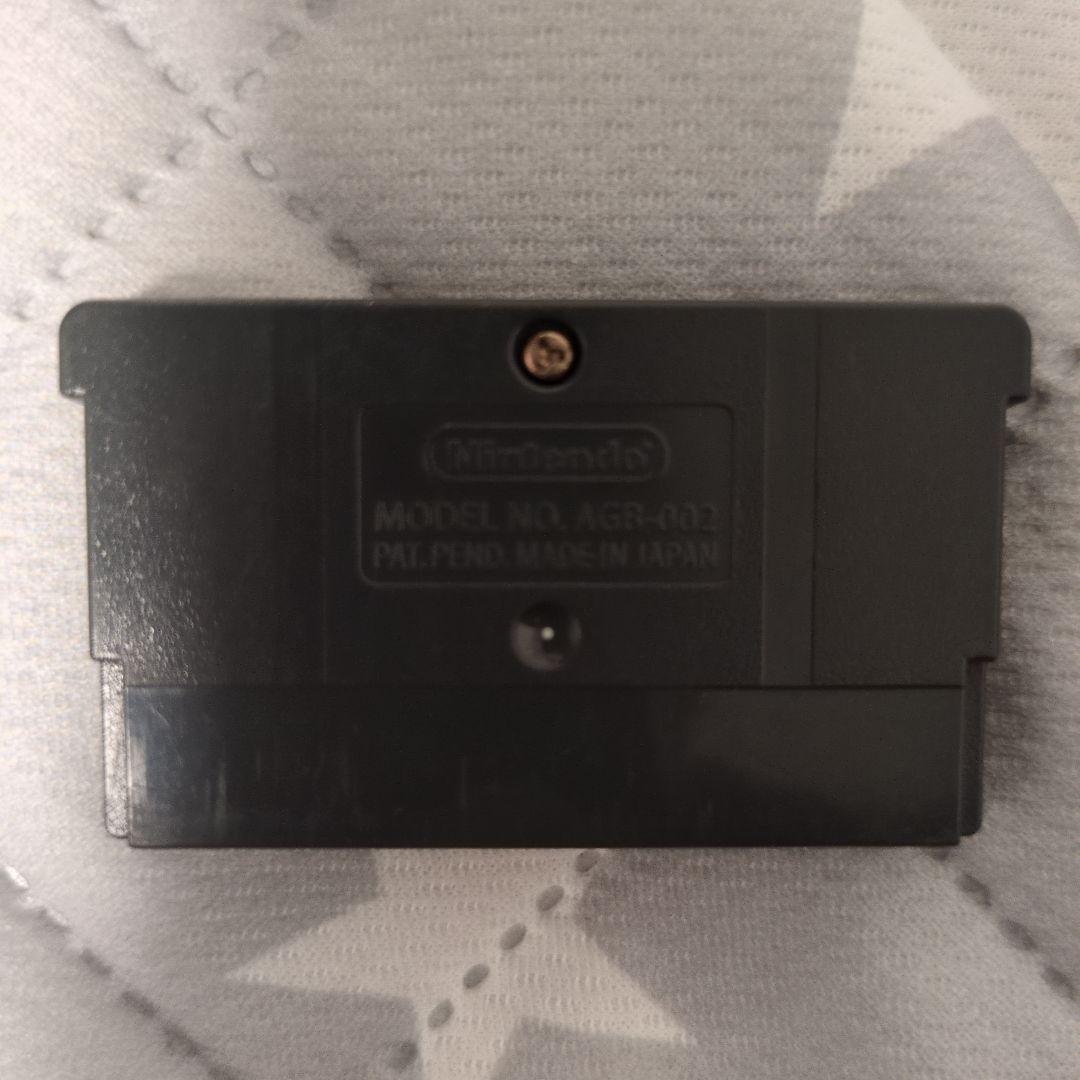 Nintendo
MODEL NO. AGB-002
PAT. PEND. MADE IN JAPAN